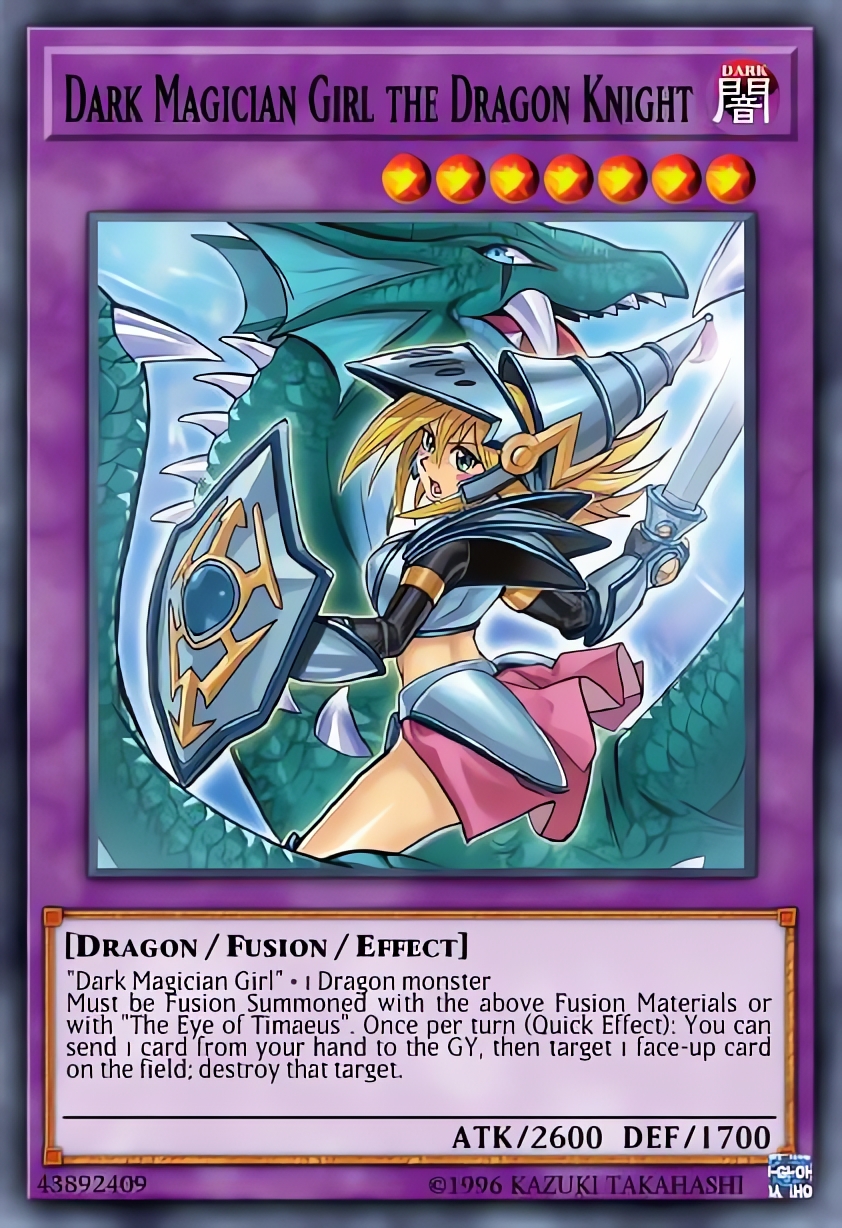 DARK MAGICIAN GIRL THE DRAGON KNIGHT
DARK
闇
[DRAGON / FUSION / EFFECT]
"Dark Magician Girl" • 1 Dragon monster
Must be Fusion Summoned with the above Fusion Materials or
with "The Eye of Timaeus". Once per turn (Quick Effect): You can
send 1 card from your hand to the GY, then target 1 face-up card
on the field; destroy that target.
ATK/2600 DEF/1700
43892409
©1996 KAZUKI TAKAHASHI